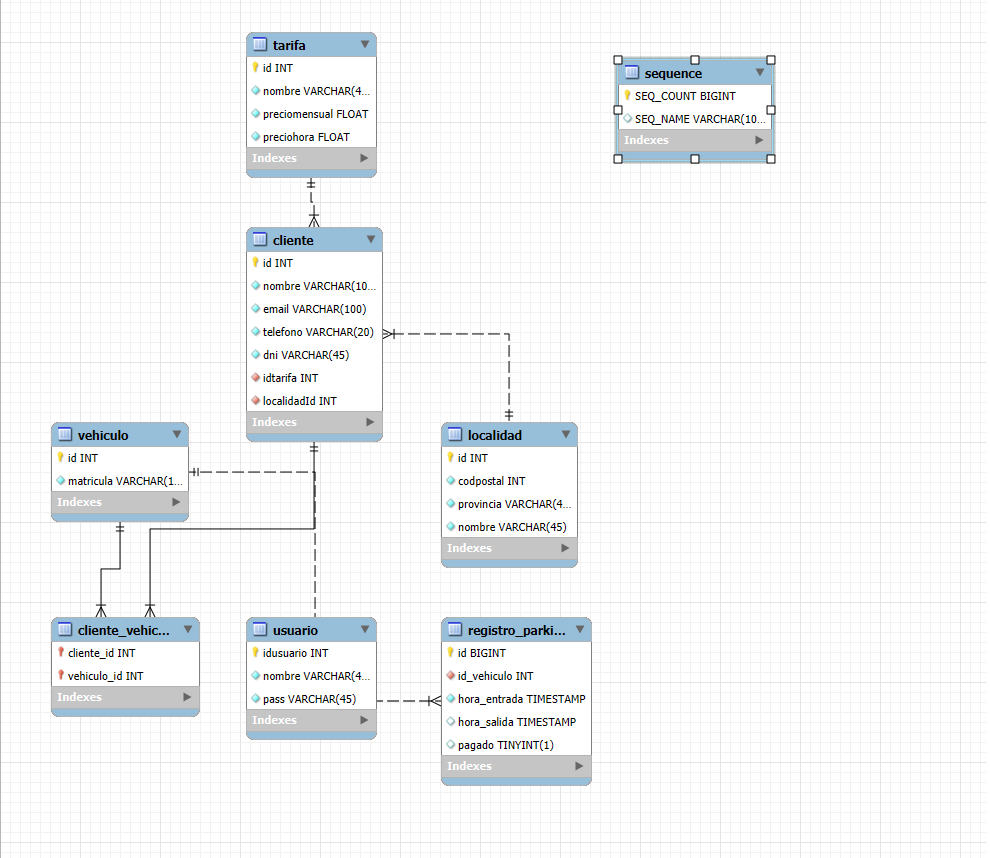 tarifa
id INT
nombre VARCHAR(4...
preciomensual FLOAT
preciohora FLOAT
Indexes
sequence
SEQ_COUNT BIGINT
SEQ_NAME VARCHAR(10...
Indexes
cliente
id INT
nombre VARCHAR(10...
email VARCHAR(100)
telefono VARCHAR(20)
dni VARCHAR(45)
idtarifa INT
localidadId INT
Indexes
vehiculo
id INT
matricula VARCHAR(1...
Indexes
localidad
id INT
codpostal INT
provincia VARCHAR(4...
nombre VARCHAR(45)
Indexes
cliente_vehic...
cliente_id INT
vehiculo_id INT
Indexes
usuario
idusuario INT
nombre VARCHAR(4...
pass VARCHAR(45)
Indexes
registro_parki...
id BIGINT
id_vehiculo INT
hora_entrada TIMESTAMP
hora_salida TIMESTAMP
pagado TINYINT(1)
Indexes